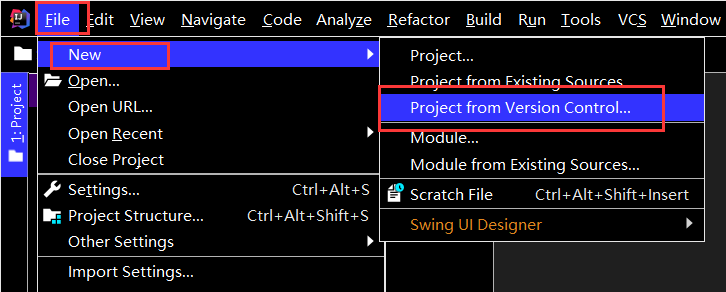 File Edit View Navigate Code Analyze Refactor Build Run Tools VCS Window
1: Project
New
Open...
Open URL...
Open Recent
Close Project
Settings... Ctrl+Alt+S
Project Structure... Ctrl+Alt+Shift+S
Other Settings
Import Settings...
Project...
Project from Existing Sources
Project from Version Control...
Module...
Module from Existing Sources...
Scratch File Ctrl+Alt+Shift+Insert
Swing UI Designer